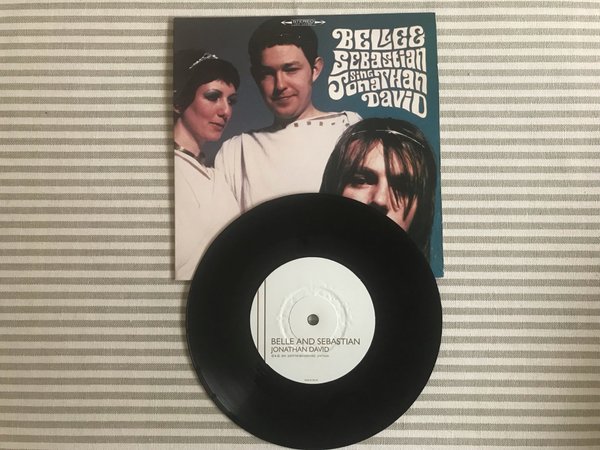 STEREO
BELLE &
SEBASTIAN
SING
JONATHAN
DAVID
BELLE AND SEBASTIAN
JONATHAN DAVID